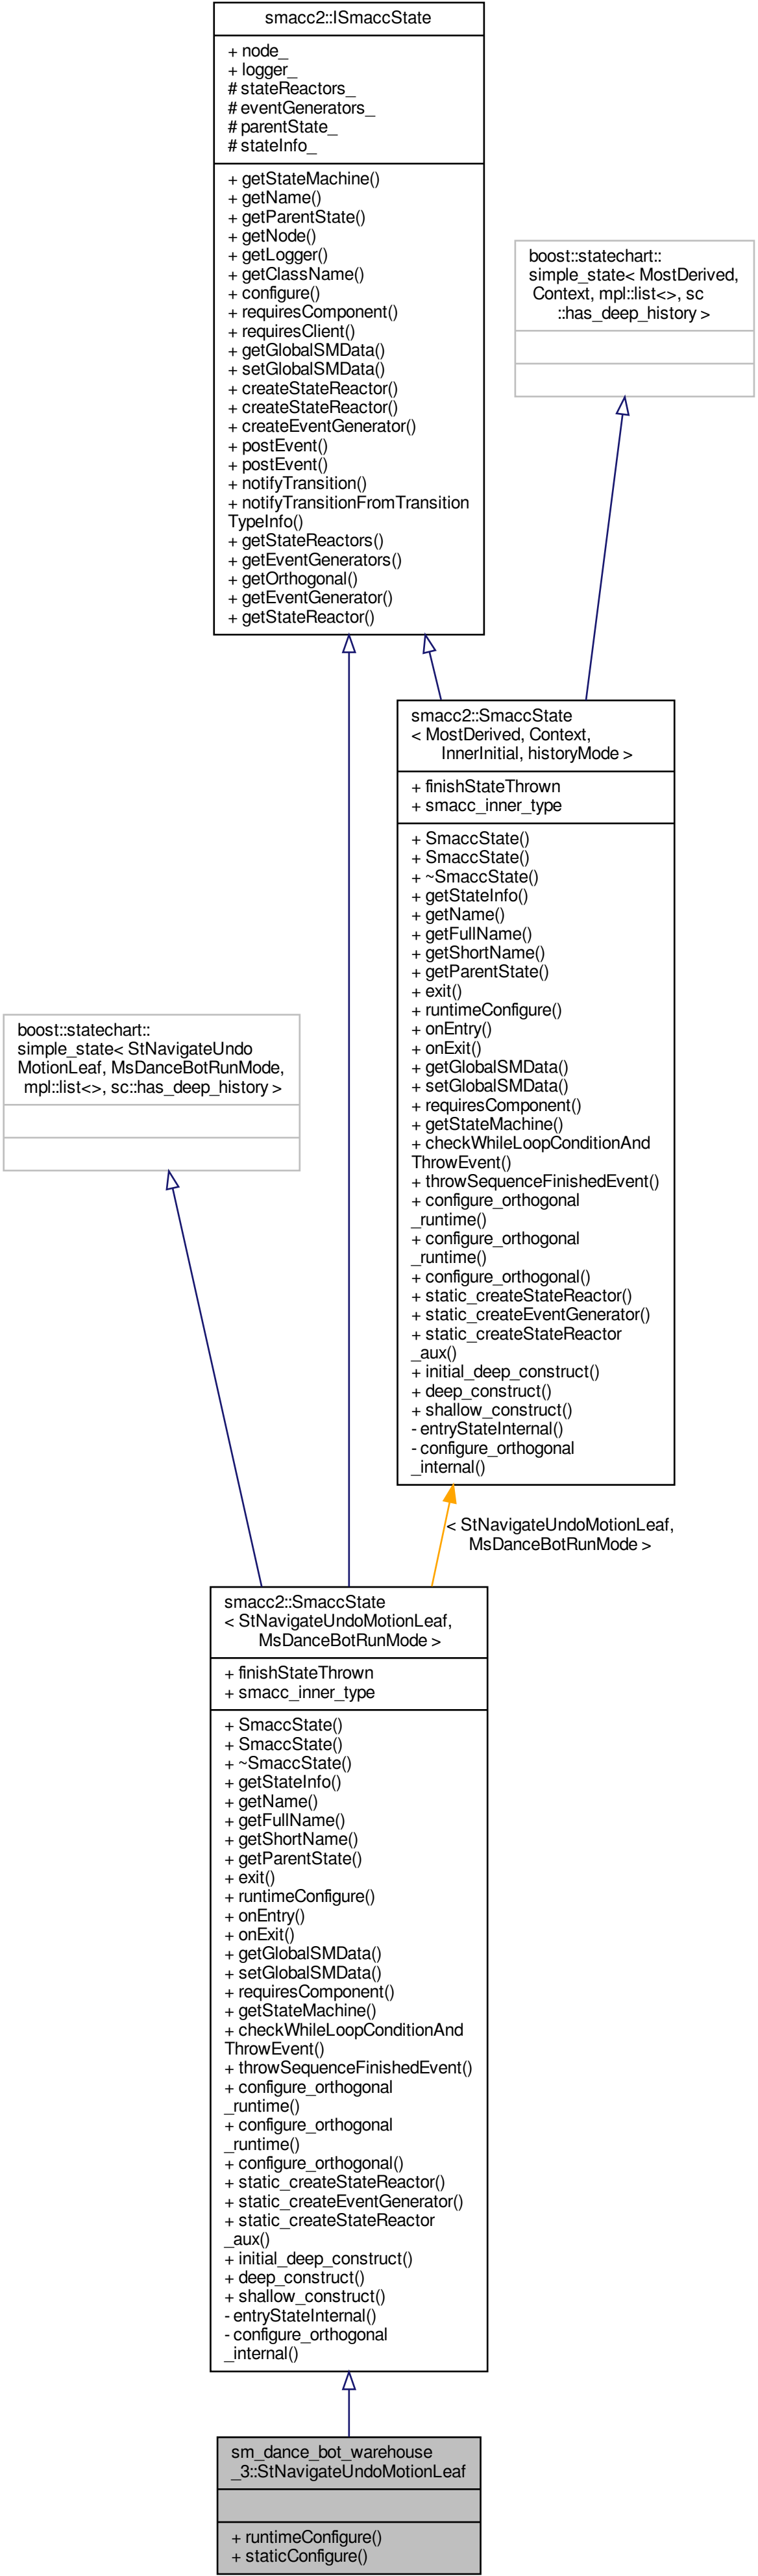 smacc2::ISmaccState
+ node_
+ logger_
# stateReactors_
# eventGenerators_
# parentState_
# stateInfo_
+ getStateMachine()
+ getName()
+ getParentState()
+ getNode()
+ getLogger()
+ getClassName()
+ configure()
+ requiresComponent()
+ requiresClient()
+ getGlobalSMData()
+ setGlobalSMData()
+ createStateReactor()
+ createStateReactor()
+ createEventGenerator()
+ postEvent()
+ postEvent()
+ notifyTransition()
+ notifyTransitionFromTransition
TypeInfo()
+ getStateReactors()
+ getEventGenerators()
+ getOrthogonal()
+ getEventGenerator()
+ getStateReactor()
boost::statechart::
simple_state< MostDerived,
Context, mpl::list<>, sc
::has_deep_history >
smacc2::SmaccState
< MostDerived, Context,
InnerInitial, historyMode >
+ finishStateThrown
+ smacc_inner_type
+ SmaccState()
+ SmaccState()
+ ~SmaccState()
+ getStateInfo()
+ getName()
+ getFullName()
+ getShortName()
+ getParentState()
+ exit()
+ runtimeConfigure()
+ onEntry()
+ onExit()
+ getGlobalSMData()
+ setGlobalSMData()
+ requiresComponent()
+ getStateMachine()
+ checkWhileLoopConditionAnd
ThrowEvent()
+ throwSequenceFinishedEvent()
+ configure_orthogonal
_runtime()
+ configure_orthogonal
_runtime()
+ configure_orthogonal()
+ static_createStateReactor()
+ static_createEventGenerator()
+ static_createStateReactor
_aux()
+ initial_deep_construct()
+ deep_construct()
+ shallow_construct()
- entryStateInternal()
- configure_orthogonal
_internal()
boost::statechart::
simple_state< StNavigateUndo
MotionLeaf, MsDanceBotRunMode,
mpl::list<>, sc::has_deep_history >
< StNavigateUndoMotionLeaf,
MsDanceBotRunMode >
smacc2::SmaccState
< StNavigateUndoMotionLeaf,
MsDanceBotRunMode >
+ finishStateThrown
+ smacc_inner_type
+ SmaccState()
+ SmaccState()
+ ~SmaccState()
+ getStateInfo()
+ getName()
+ getFullName()
+ getShortName()
+ getParentState()
+ exit()
+ runtimeConfigure()
+ onEntry()
+ onExit()
+ getGlobalSMData()
+ setGlobalSMData()
+ requiresComponent()
+ getStateMachine()
+ checkWhileLoopConditionAnd
ThrowEvent()
+ throwSequenceFinishedEvent()
+ configure_orthogonal
_runtime()
+ configure_orthogonal
_runtime()
+ configure_orthogonal()
+ static_createStateReactor()
+ static_createEventGenerator()
+ static_createStateReactor
_aux()
+ initial_deep_construct()
+ deep_construct()
+ shallow_construct()
- entryStateInternal()
- configure_orthogonal
_internal()
sm_dance_bot_warehouse
_3::StNavigateUndoMotionLeaf
+ runtimeConfigure()
+ staticConfigure()